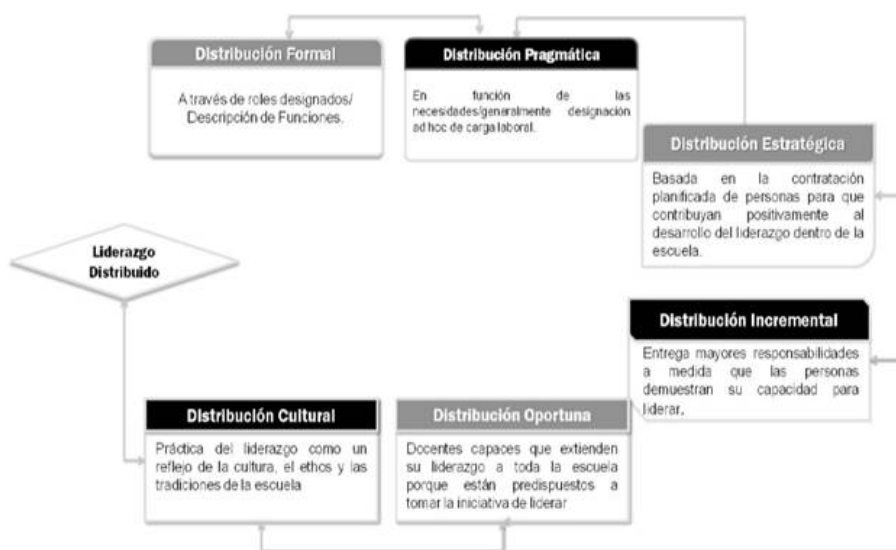 Distribución Formal
A través de roles designados/
Descripción de Funciones.
Distribución Pragmática
En función de las
necesidades/generalmente designación
ad hoc de carga laboral.
Distribución Estratégica
Basada en la contratación
planificada de personas para que
contribuyan positivamente al
desarrollo del liderazgo dentro de la
escuela.
Liderazgo
Distribuido
Distribución Incremental
Entrega mayores responsabilidades
a medida que las personas
demuestran su capacidad para
liderar.
Distribución Cultural
Práctica del liderazgo como un
reflejo de la cultura, el ethos y las
tradiciones de la escuela
Distribución Oportuna
Docentes capaces que extienden
su liderazgo a toda la escuela
porque están predispuestos a
tomar la iniciativa de liderar